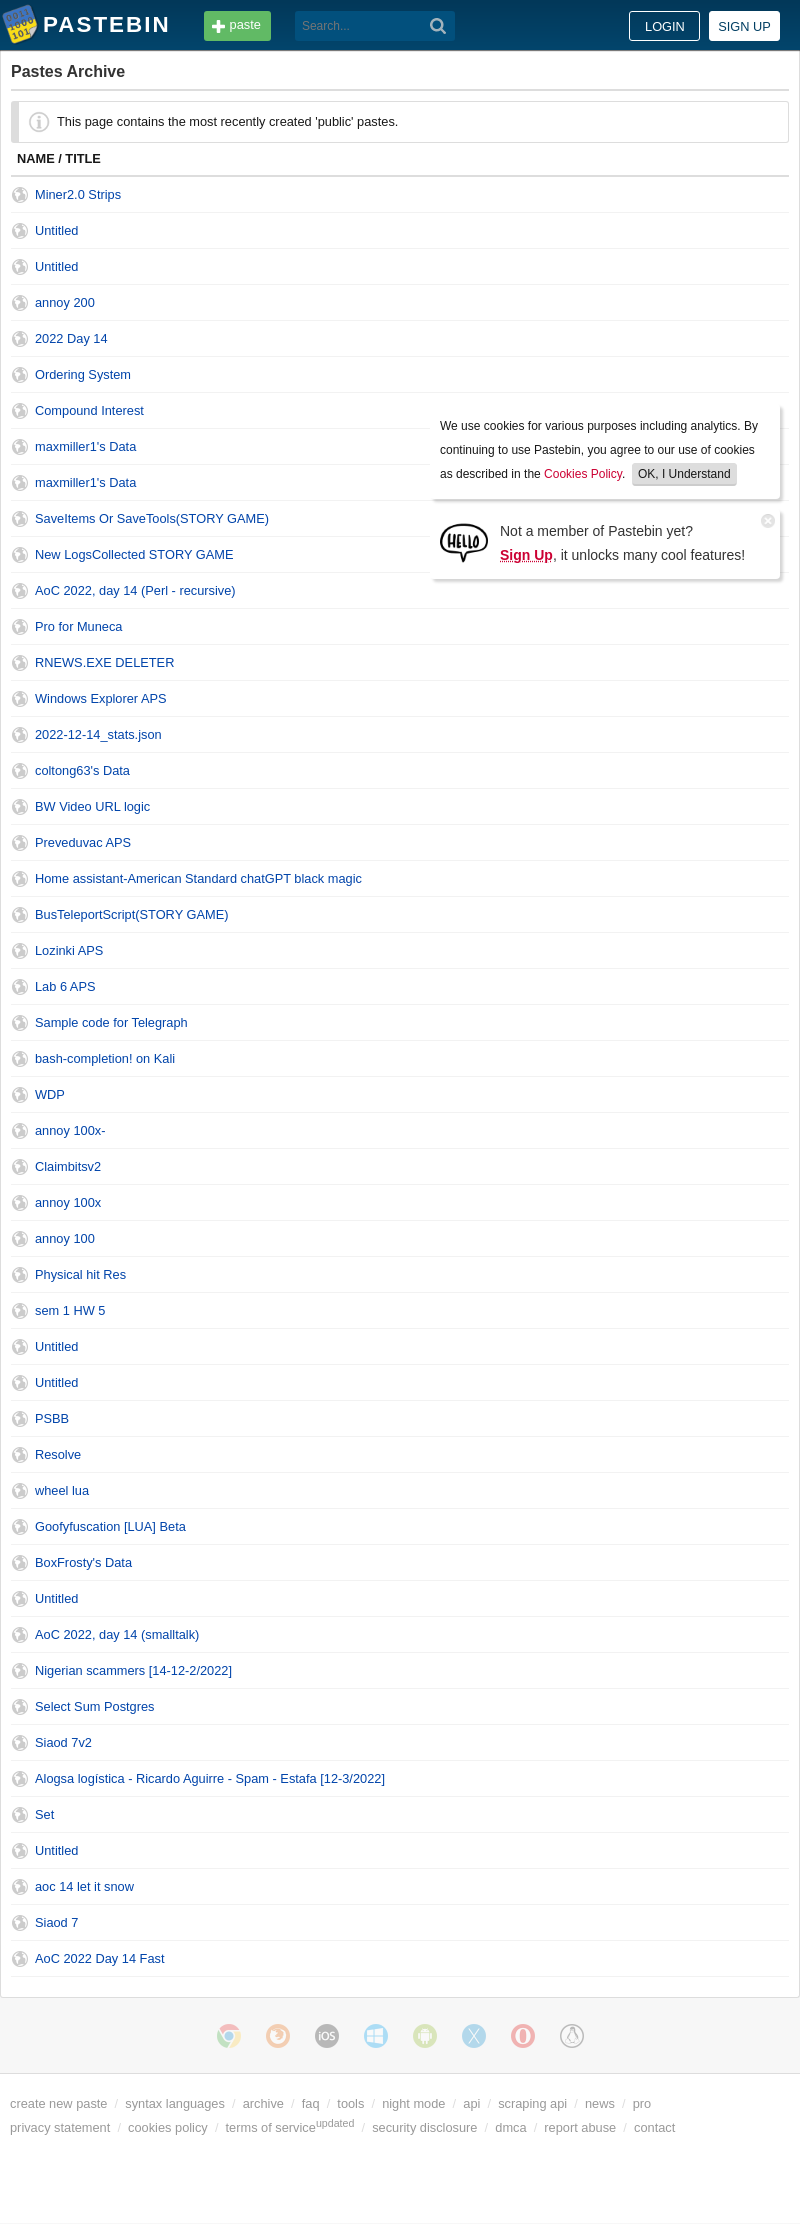 PASTEBIN paste Search... LOGIN SIGN UP
Pastes Archive
This page contains the most recently created 'public' pastes.
NAME / TITLE
Miner2.0 Strips
Untitled
Untitled
annoy 200
2022 Day 14
Ordering System
Compound Interest
maxmiller1's Data
maxmiller1's Data
SaveItems Or SaveTools(STORY GAME)
New LogsCollected STORY GAME
We use cookies for various purposes including analytics. By
continuing to use Pastebin, you agree to our use of cookies
as described in the Cookies Policy. OK, I Understand
HELLO
Not a member of Pastebin yet?
Sign Up, it unlocks many cool features!
AoC 2022, day 14 (Perl - recursive)
Pro for Muneca
RNEWS.EXE DELETER
Windows Explorer APS
2022-12-14_stats.json
coltong63's Data
BW Video URL logic
Preveduvac APS
Home assistant-American Standard chatGPT black magic
BusTeleportScript(STORY GAME)
Lozinki APS
Lab 6 APS
Sample code for Telegraph
bash-completion! on Kali
WDP
annoy 100x-
Claimbitsv2
annoy 100x
annoy 100
Physical hit Res
sem 1 HW 5
Untitled
Untitled
PSBB
Resolve
wheel lua
Goofyfuscation [LUA] Beta
BoxFrosty's Data
Untitled
AoC 2022, day 14 (smalltalk)
Nigerian scammers [14-12-2/2022]
Select Sum Postgres
Siaod 7v2
Alogsa logística - Ricardo Aguirre - Spam - Estafa [12-3/2022]
Set
Untitled
aoc 14 let it snow
Siaod 7
AoC 2022 Day 14 Fast
iOS
create new paste / syntax languages / archive / faq / tools / night mode / api / scraping api / news / pro
privacy statement / cookies policy / terms of service updated / security disclosure / dmca / report abuse / contact